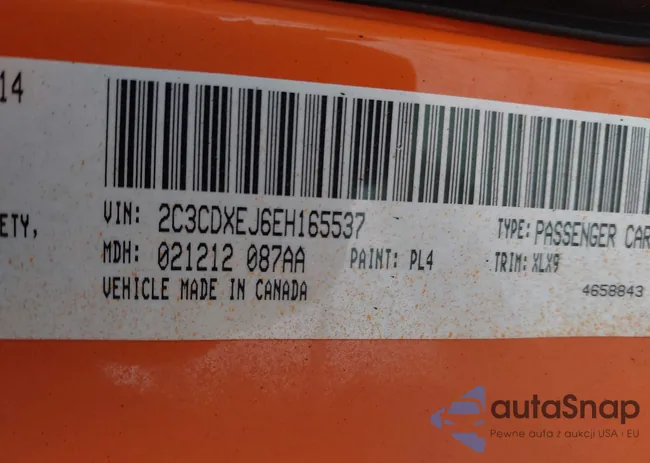 14
ETY,
VIN: 2C3CDXEJ6EH165537
TYPE: PASSENGER CAR
MDH: 021212 087AA
PAINT: PL4
TRIM: XLX9
VEHICLE MADE IN CANADA
4658843
autaSnap
Pewne auta z aukcji USA i EU